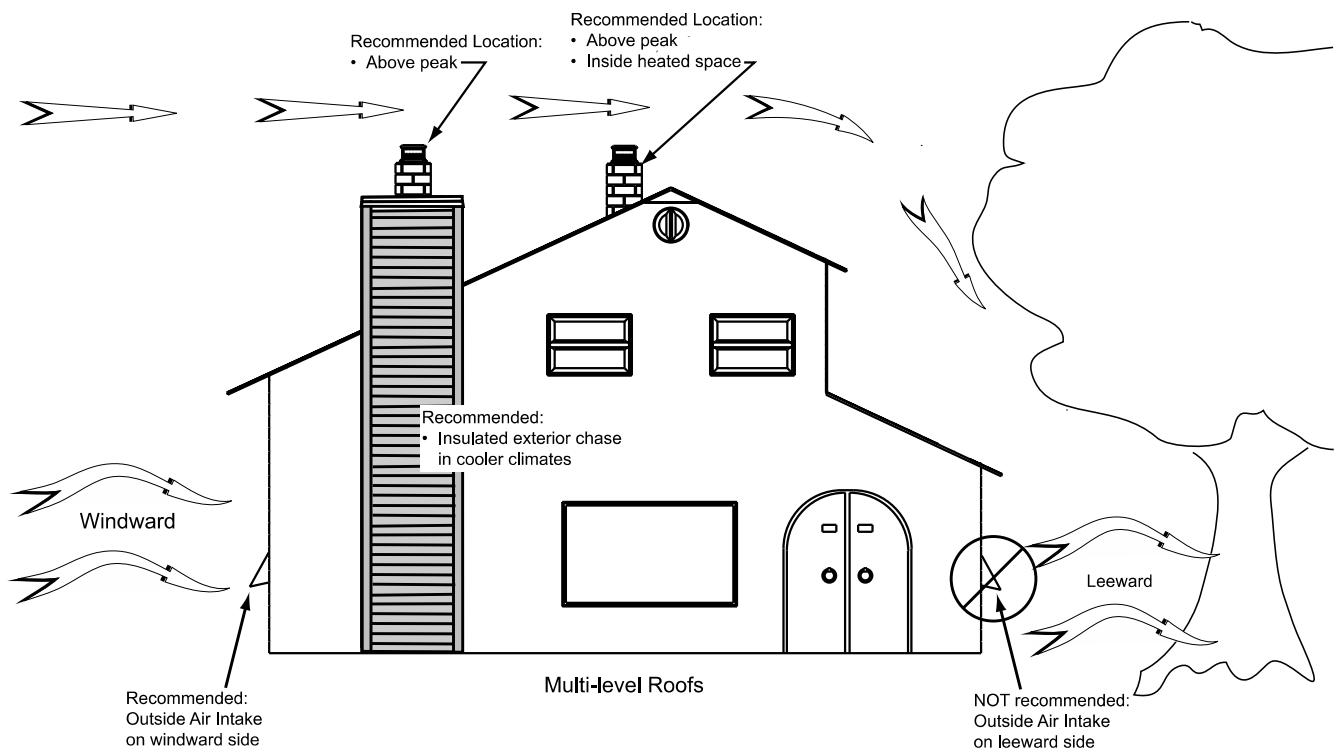 Recommended Location:
• Above peak
Recommended Location:
• Above peak
• Inside heated space
Recommended:
• Insulated exterior chase
in cooler climates
Windward
Leeward
Recommended:
Outside Air Intake
on windward side
Multi-level Roofs
NOT recommended:
Outside Air Intake
on leeward side